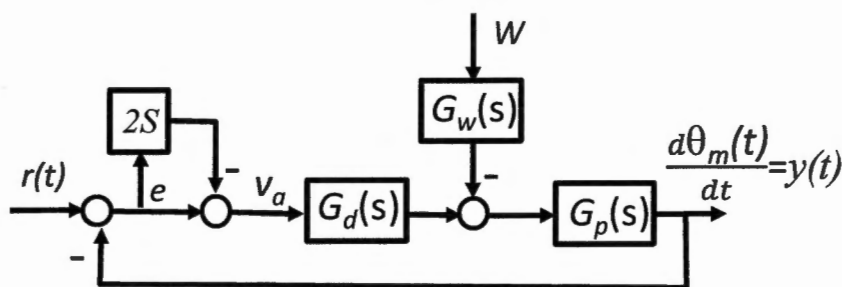 W
2S
G_w(s)
r(t)
e
-
v_a
G_d(s)
-
G_p(s)
dθ_m(t)/dt=y(t)
-